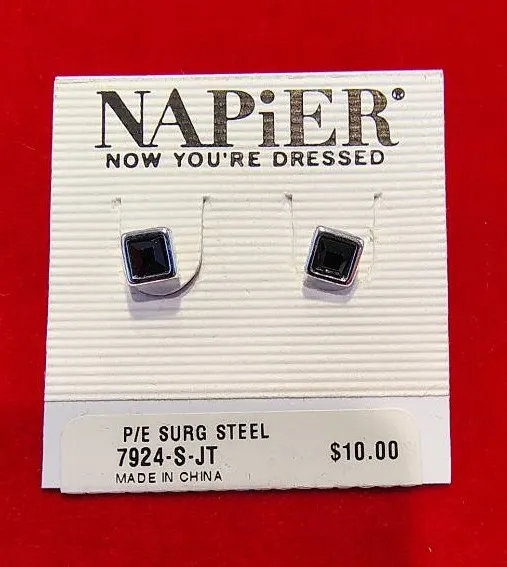 NAPiER®
NOW YOU'RE DRESSED
P/E SURG STEEL
7924-S-JT $10.00
MADE IN CHINA